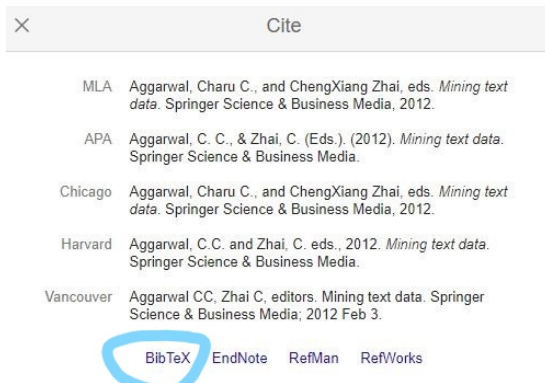 Cite
MLA Aggarwal, Charu C., and ChengXiang Zhai, eds. Mining text
data. Springer Science & Business Media, 2012.
APA Aggarwal, C. C., & Zhai, C. (Eds.). (2012). Mining text data.
Springer Science & Business Media.
Chicago Aggarwal, Charu C., and ChengXiang Zhai, eds. Mining text
data. Springer Science & Business Media, 2012.
Harvard Aggarwal, C.C. and Zhai, C. eds., 2012. Mining text data.
Springer Science & Business Media.
Vancouver Aggarwal CC, Zhai C, editors. Mining text data. Springer
Science & Business Media; 2012 Feb 3.
BibTeX EndNote RefMan RefWorks